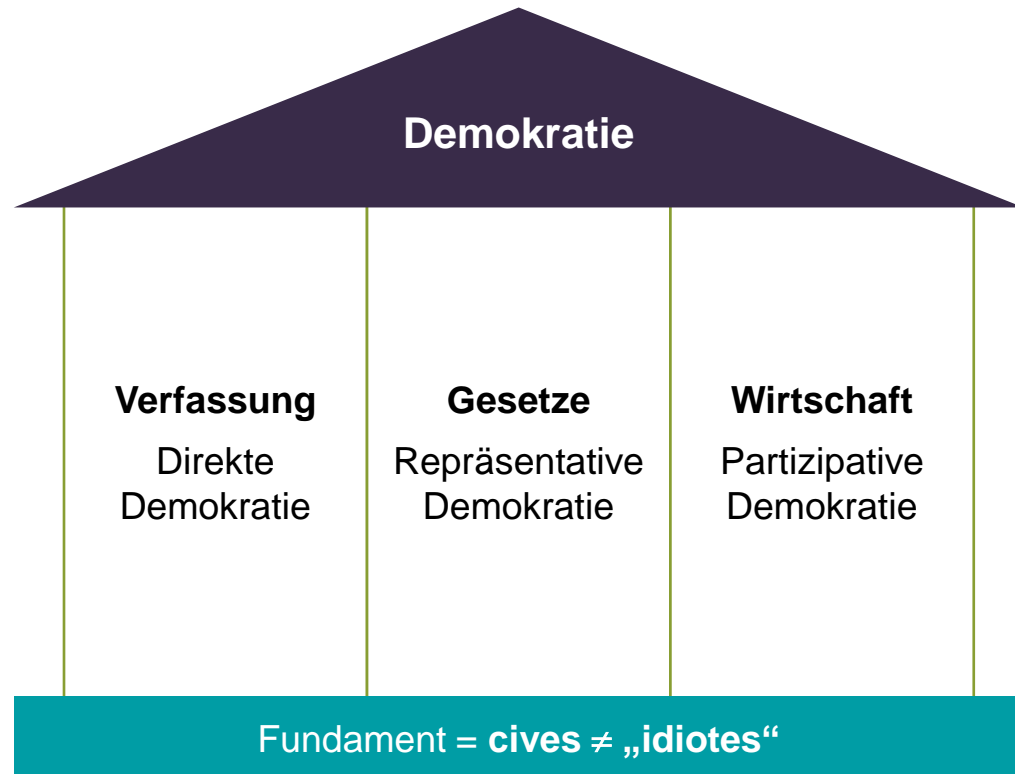 Demokratie
Verfassung
Direkte
Demokratie
Gesetze
Repräsentative
Demokratie
Wirtschaft
Partizipative
Demokratie
Fundament = cives ≠ „idiotes“